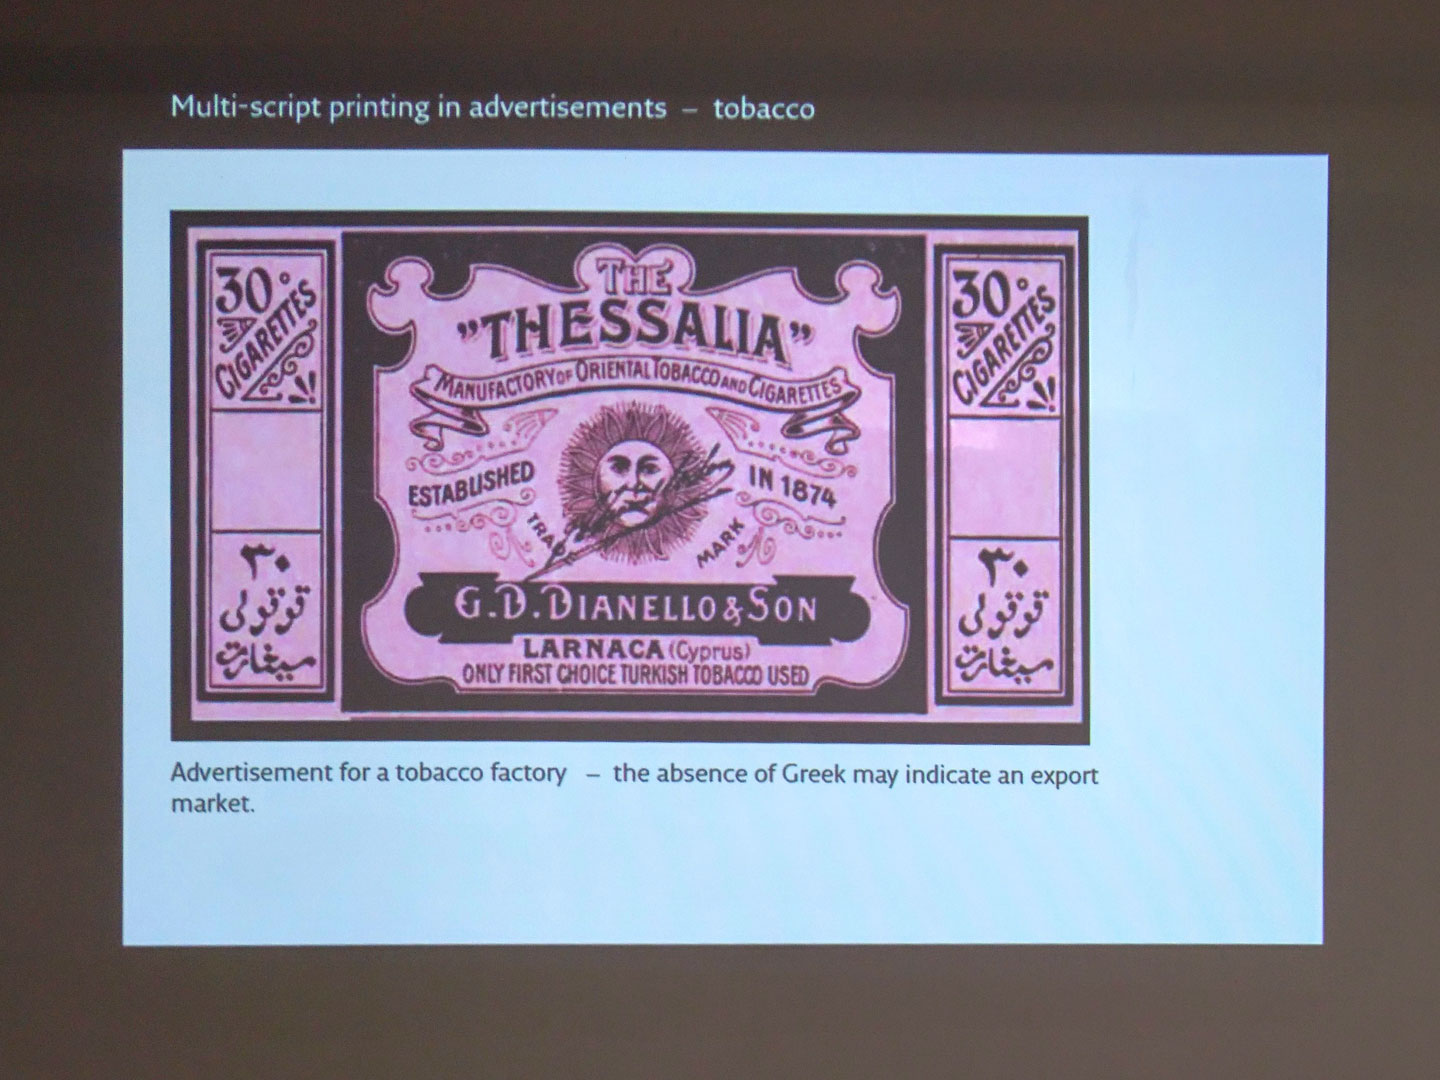 Multi-script printing in advertisements – tobacco
30°
CIGARETTES
٣٠
قوقولى
سيغارت
THE
"THESSALIA"
MANUFACTORY OF ORIENTAL TOBACCO AND CIGARETTES
ESTABLISHED IN 1874
TRADE MARK
G.D. DIANELLO & SON
LARNACA (Cyprus)
ONLY FIRST CHOICE TURKISH TOBACCO USED
30°
CIGARETTES
٣٠
قوقولى
سيغارت
Advertisement for a tobacco factory – the absence of Greek may indicate an export
market.